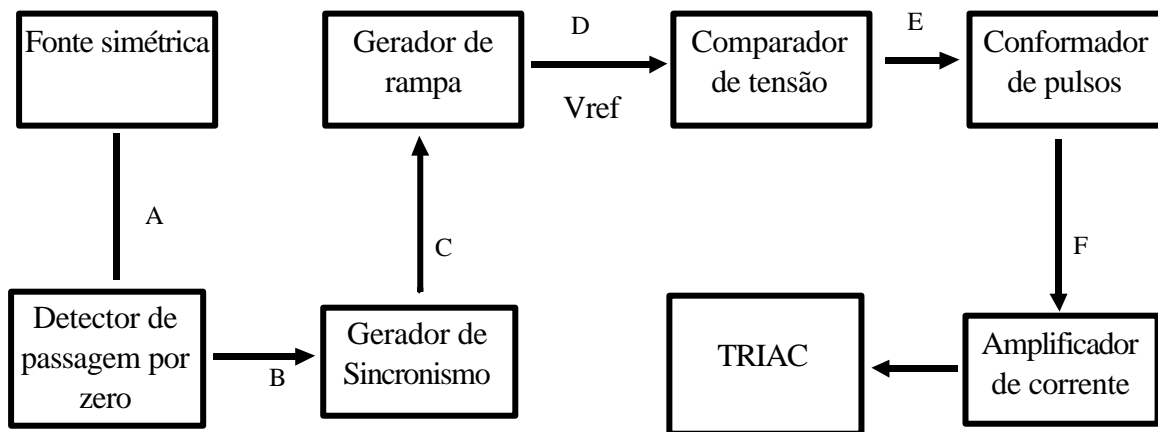 Fonte simétrica
Gerador de
rampa
D
Vref
Comparador
de tensão
E
Conformador
de pulsos
A
C
F
Detector de
passagem por
zero
B
Gerador de
Sincronismo
TRIAC
Amplificador
de corrente